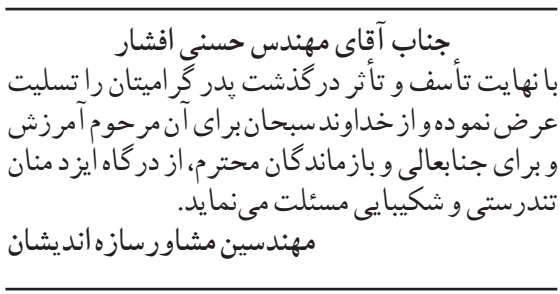 جناب آقای مهندس حسنی افشار
با نهایت تأسف و تأثر درگذشت پدر گرامیتان را تسلیت
عرض نموده و از خداوند سبحان برای آن مرحوم آمرزش
و برای جنابعالی و بازماندگان محترم، از درگاه ایزد منان
تندرستی و شکیبایی مسئلت می‌نماید.
مهندسین مشاور سازه اندیشان